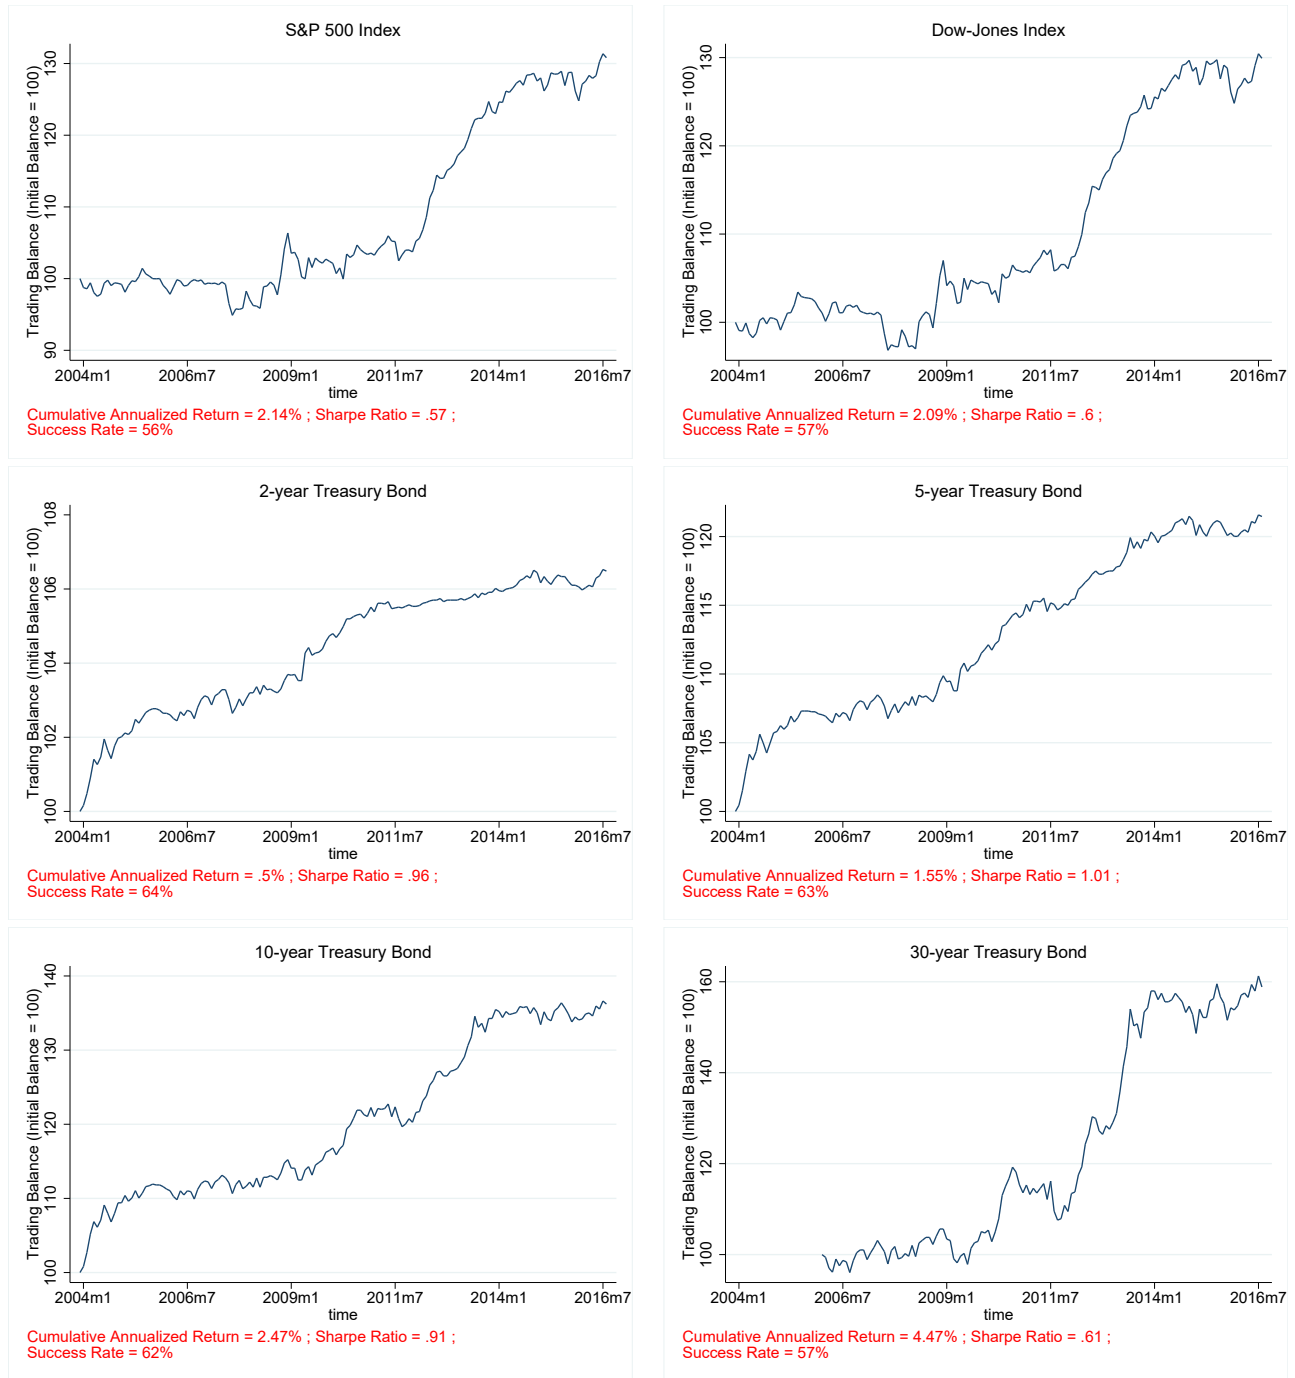 S&P 500 Index
Trading Balance (Initial Balance = 100)
130
120
110
100
90
2004m1 2006m7 2009m1 2011m7 2014m1 2016m7
time
Cumulative Annualized Return = 2.14% ; Sharpe Ratio = .57 ;
Success Rate = 56%
Dow-Jones Index
Trading Balance (Initial Balance = 100)
130
120
110
100
2004m1 2006m7 2009m1 2011m7 2014m1 2016m7
time
Cumulative Annualized Return = 2.09% ; Sharpe Ratio = .6 ;
Success Rate = 57%
2-year Treasury Bond
Trading Balance (Initial Balance = 100)
108
106
104
102
100
2004m1 2006m7 2009m1 2011m7 2014m1 2016m7
time
Cumulative Annualized Return = .5% ; Sharpe Ratio = .96 ;
Success Rate = 64%
5-year Treasury Bond
Trading Balance (Initial Balance = 100)
120
115
110
105
100
2004m1 2006m7 2009m1 2011m7 2014m1 2016m7
time
Cumulative Annualized Return = 1.55% ; Sharpe Ratio = 1.01 ;
Success Rate = 63%
10-year Treasury Bond
Trading Balance (Initial Balance = 100)
140
130
120
110
100
2004m1 2006m7 2009m1 2011m7 2014m1 2016m7
time
Cumulative Annualized Return = 2.47% ; Sharpe Ratio = .91 ;
Success Rate = 62%
30-year Treasury Bond
Trading Balance (Initial Balance = 100)
160
140
120
100
2004m1 2006m7 2009m1 2011m7 2014m1 2016m7
time
Cumulative Annualized Return = 4.47% ; Sharpe Ratio = .61 ;
Success Rate = 57%